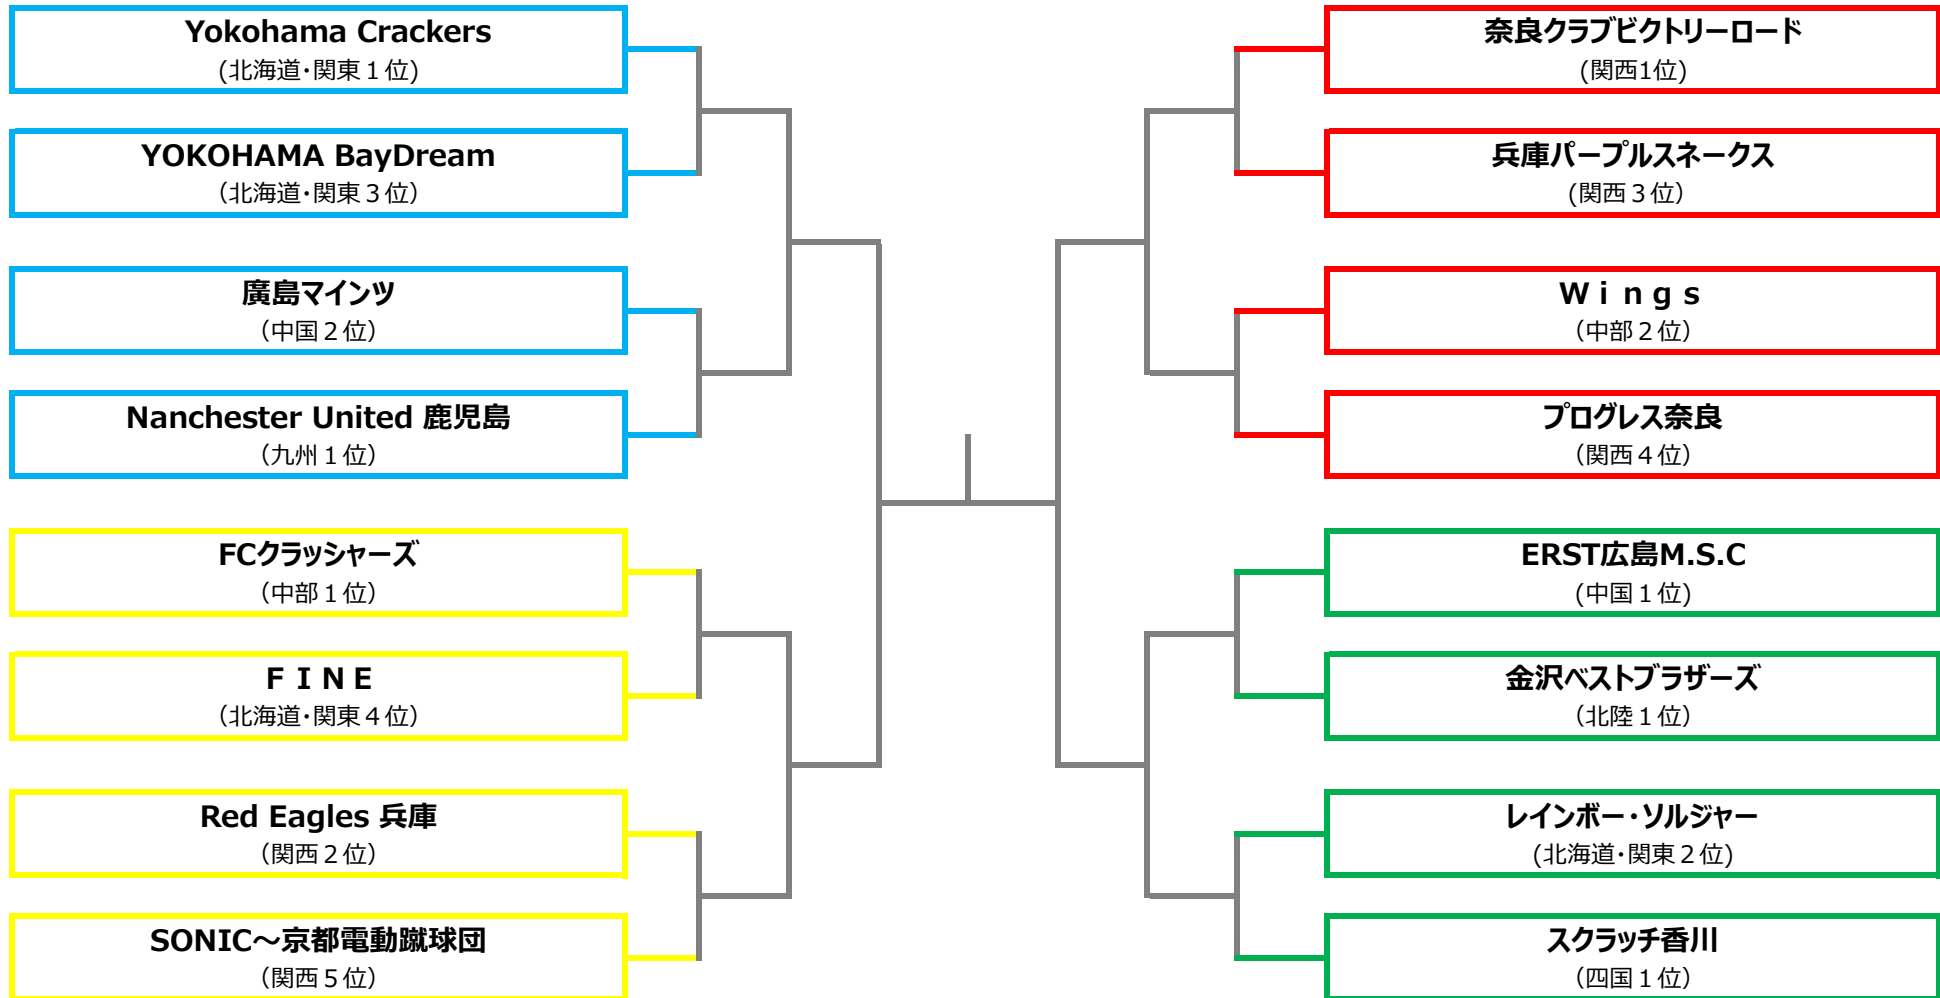 Yokohama Crackers
(北海道・関東１位)
YOKOHAMA BayDream
（北海道・関東３位）
廣島マインツ
（中国２位）
Nanchester United 鹿児島
（九州１位）
FCクラッシャーズ
（中部１位）
ＦＩＮＥ
（北海道・関東４位）
Red Eagles 兵庫
（関西２位）
SONIC～京都電動蹴球団
（関西５位）
奈良クラブビクトリーロード
(関西1位)
兵庫パープルスネークス
(関西３位）
Ｗｉｎｇｓ
（中部２位）
プログレス奈良
（関西４位）
ERST広島M.S.C
(中国１位)
金沢ベストブラザーズ
（北陸１位）
レインボー・ソルジャー
(北海道・関東２位)
スクラッチ香川
（四国１位）